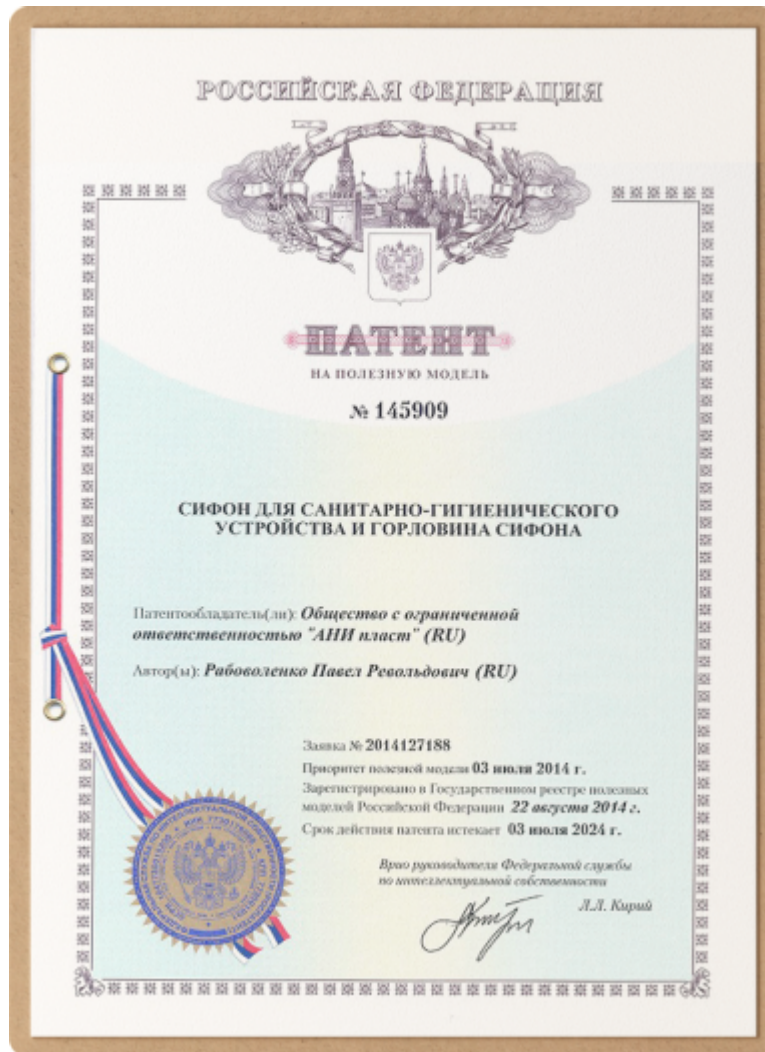 РОССИЙСКАЯ ФЕДЕРАЦИЯ
ПАТЕНТ
НА ПОЛЕЗНУЮ МОДЕЛЬ
№ 145909
СИФОН ДЛЯ САНИТАРНО-ГИГИЕНИЧЕСКОГО
УСТРОЙСТВА И ГОРЛОВИНА СИФОНА
Патентообладатель(ли): Общество с ограниченной
ответственностью "АНИ пласт" (RU)
Автор(ы): Рабоволенко Павел Револьдович (RU)
Заявка № 2014127188
Приоритет полезной модели 03 июля 2014 г.
Зарегистрировано в Государственном реестре полезных
моделей Российской Федерации 22 августа 2014 г.
Срок действия патента истекает 03 июля 2024 г.
Врио руководителя Федеральной службы
по интеллектуальной собственности
Л.Л. Кирий